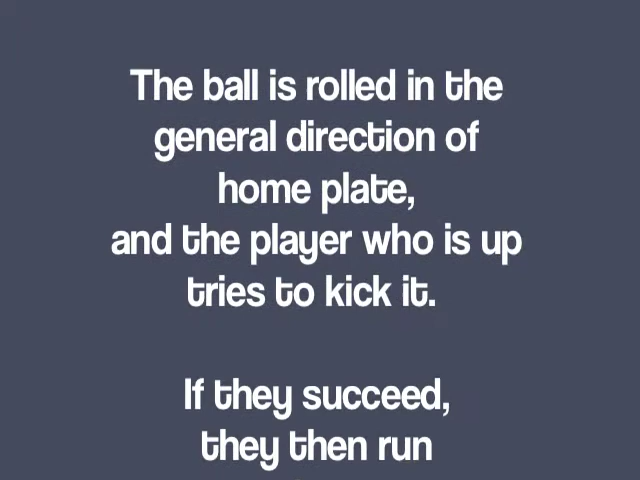 The ball is rolled in the
general direction of
home plate,
and the player who is up
tries to kick it.
If they succeed,
they then run